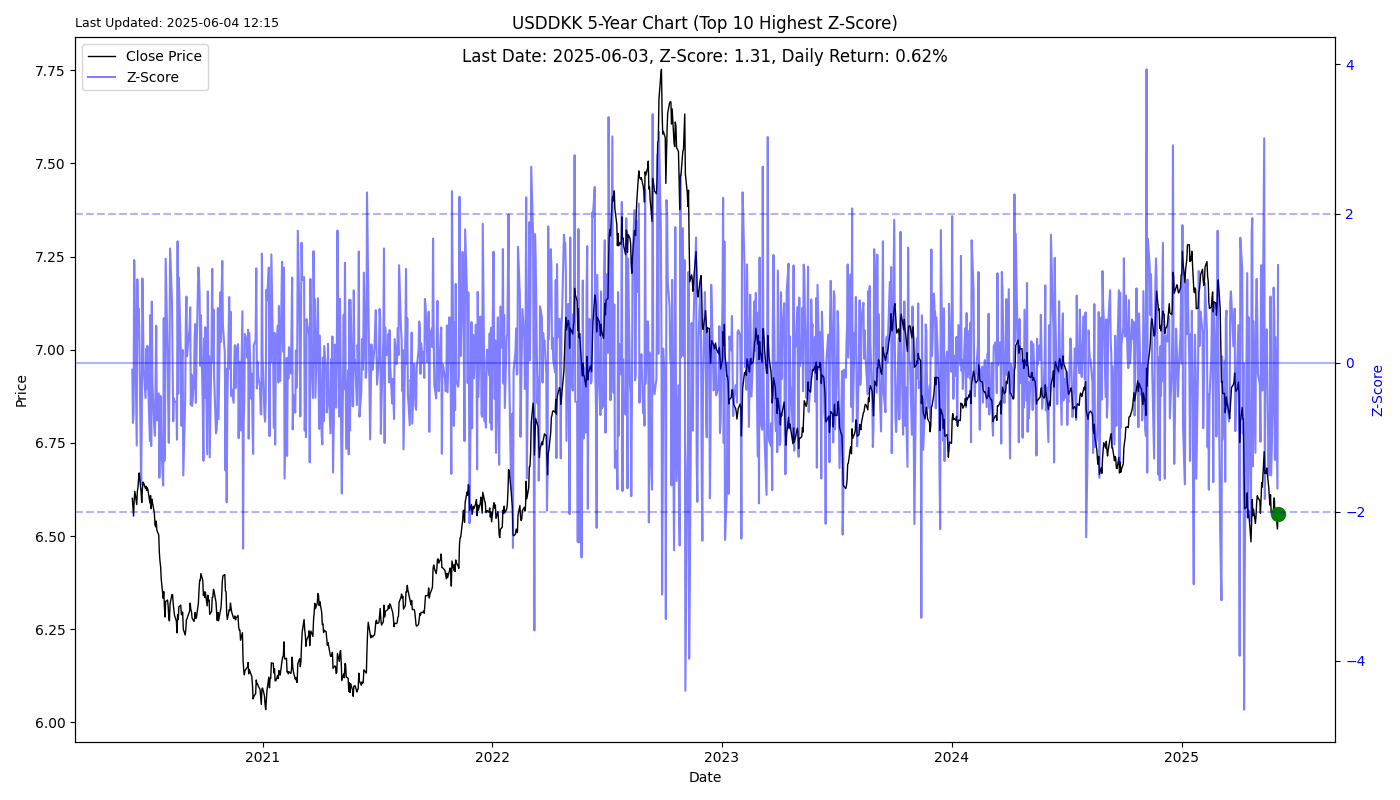 Last Updated: 2025-06-04 12:15
USDDKK 5-Year Chart (Top 10 Highest Z-Score)
Last Date: 2025-06-03, Z-Score: 1.31, Daily Return: 0.62%
Close Price
Z-Score
7.75
7.50
7.25
7.00
6.75
6.50
6.25
6.00
Price
4
2
0
−2
−4
Z-Score
2021
2022
2023
2024
2025
Date